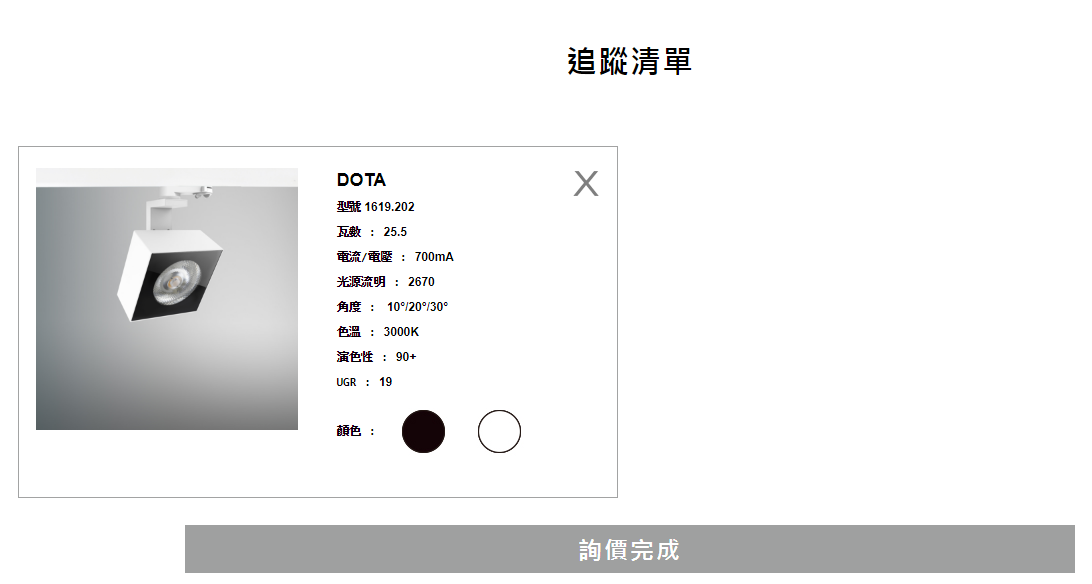 追蹤清單
DOTA
X
型號 1619.202
瓦數 : 25.5
電流/電壓 : 700mA
光源流明 : 2670
角度 : 10°/20°/30°
色溫 : 3000K
演色性 : 90+
UGR : 19
顏色 :
詢價完成